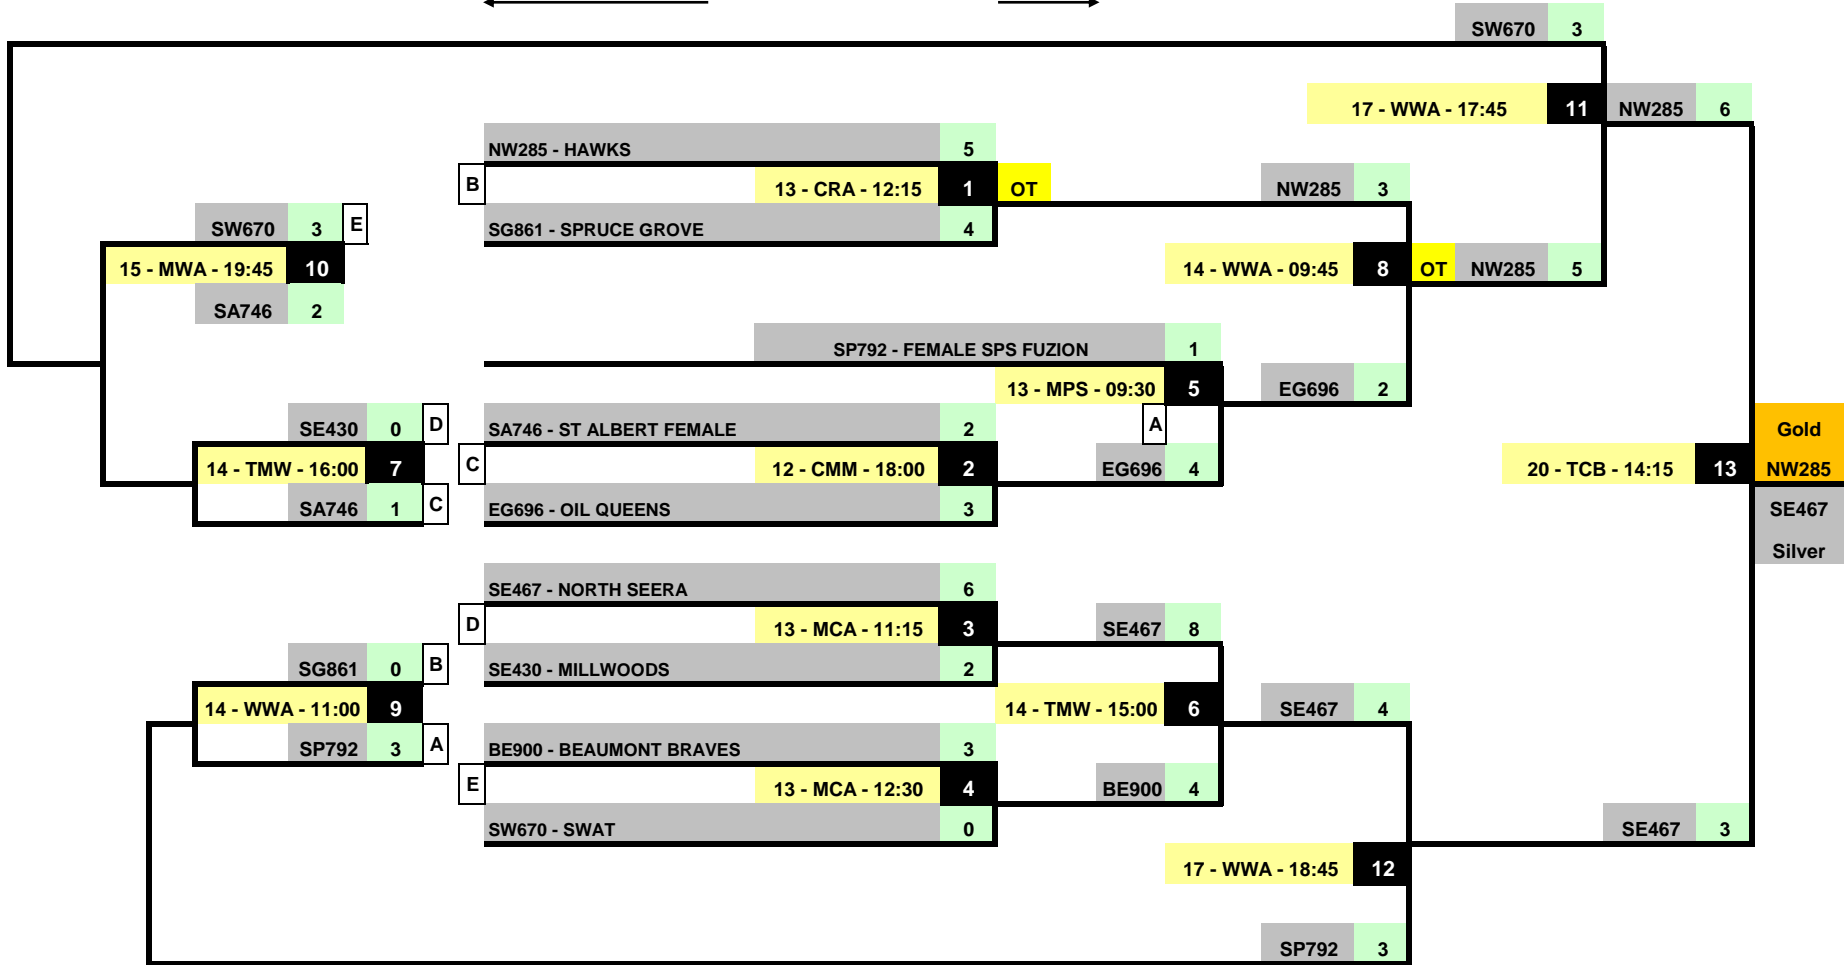 SW670 3
17 - WWA - 17:45 11 NW285 6
NW285 - HAWKS 5
B 13 - CRA - 12:15 1 OT NW285 3
SW670 3 E SG861 - SPRUCE GROVE 4
15 - MWA - 19:45 10 14 - WWA - 09:45 8 OT NW285 5
SA746 2
SP792 - FEMALE SPS FUZION 1
13 - MPS - 09:30 5 EG696 2
SE430 0 D SA746 - ST ALBERT FEMALE 2 A Gold
14 - TMW - 16:00 7 C 12 - CMM - 18:00 2 EG696 4 20 - TCB - 14:15 13 NW285
SA746 1 C EG696 - OIL QUEENS 3 SE467
Silver
SE467 - NORTH SEERA 6
D 13 - MCA - 11:15 3 SE467 8
SG861 0 B SE430 - MILLWOODS 2
14 - WWA - 11:00 9 14 - TMW - 15:00 6 SE467 4
SP792 3 A BE900 - BEAUMONT BRAVES 3
E 13 - MCA - 12:30 4 BE900 4
SW670 - SWAT 0 SE467 3
17 - WWA - 18:45 12
SP792 3